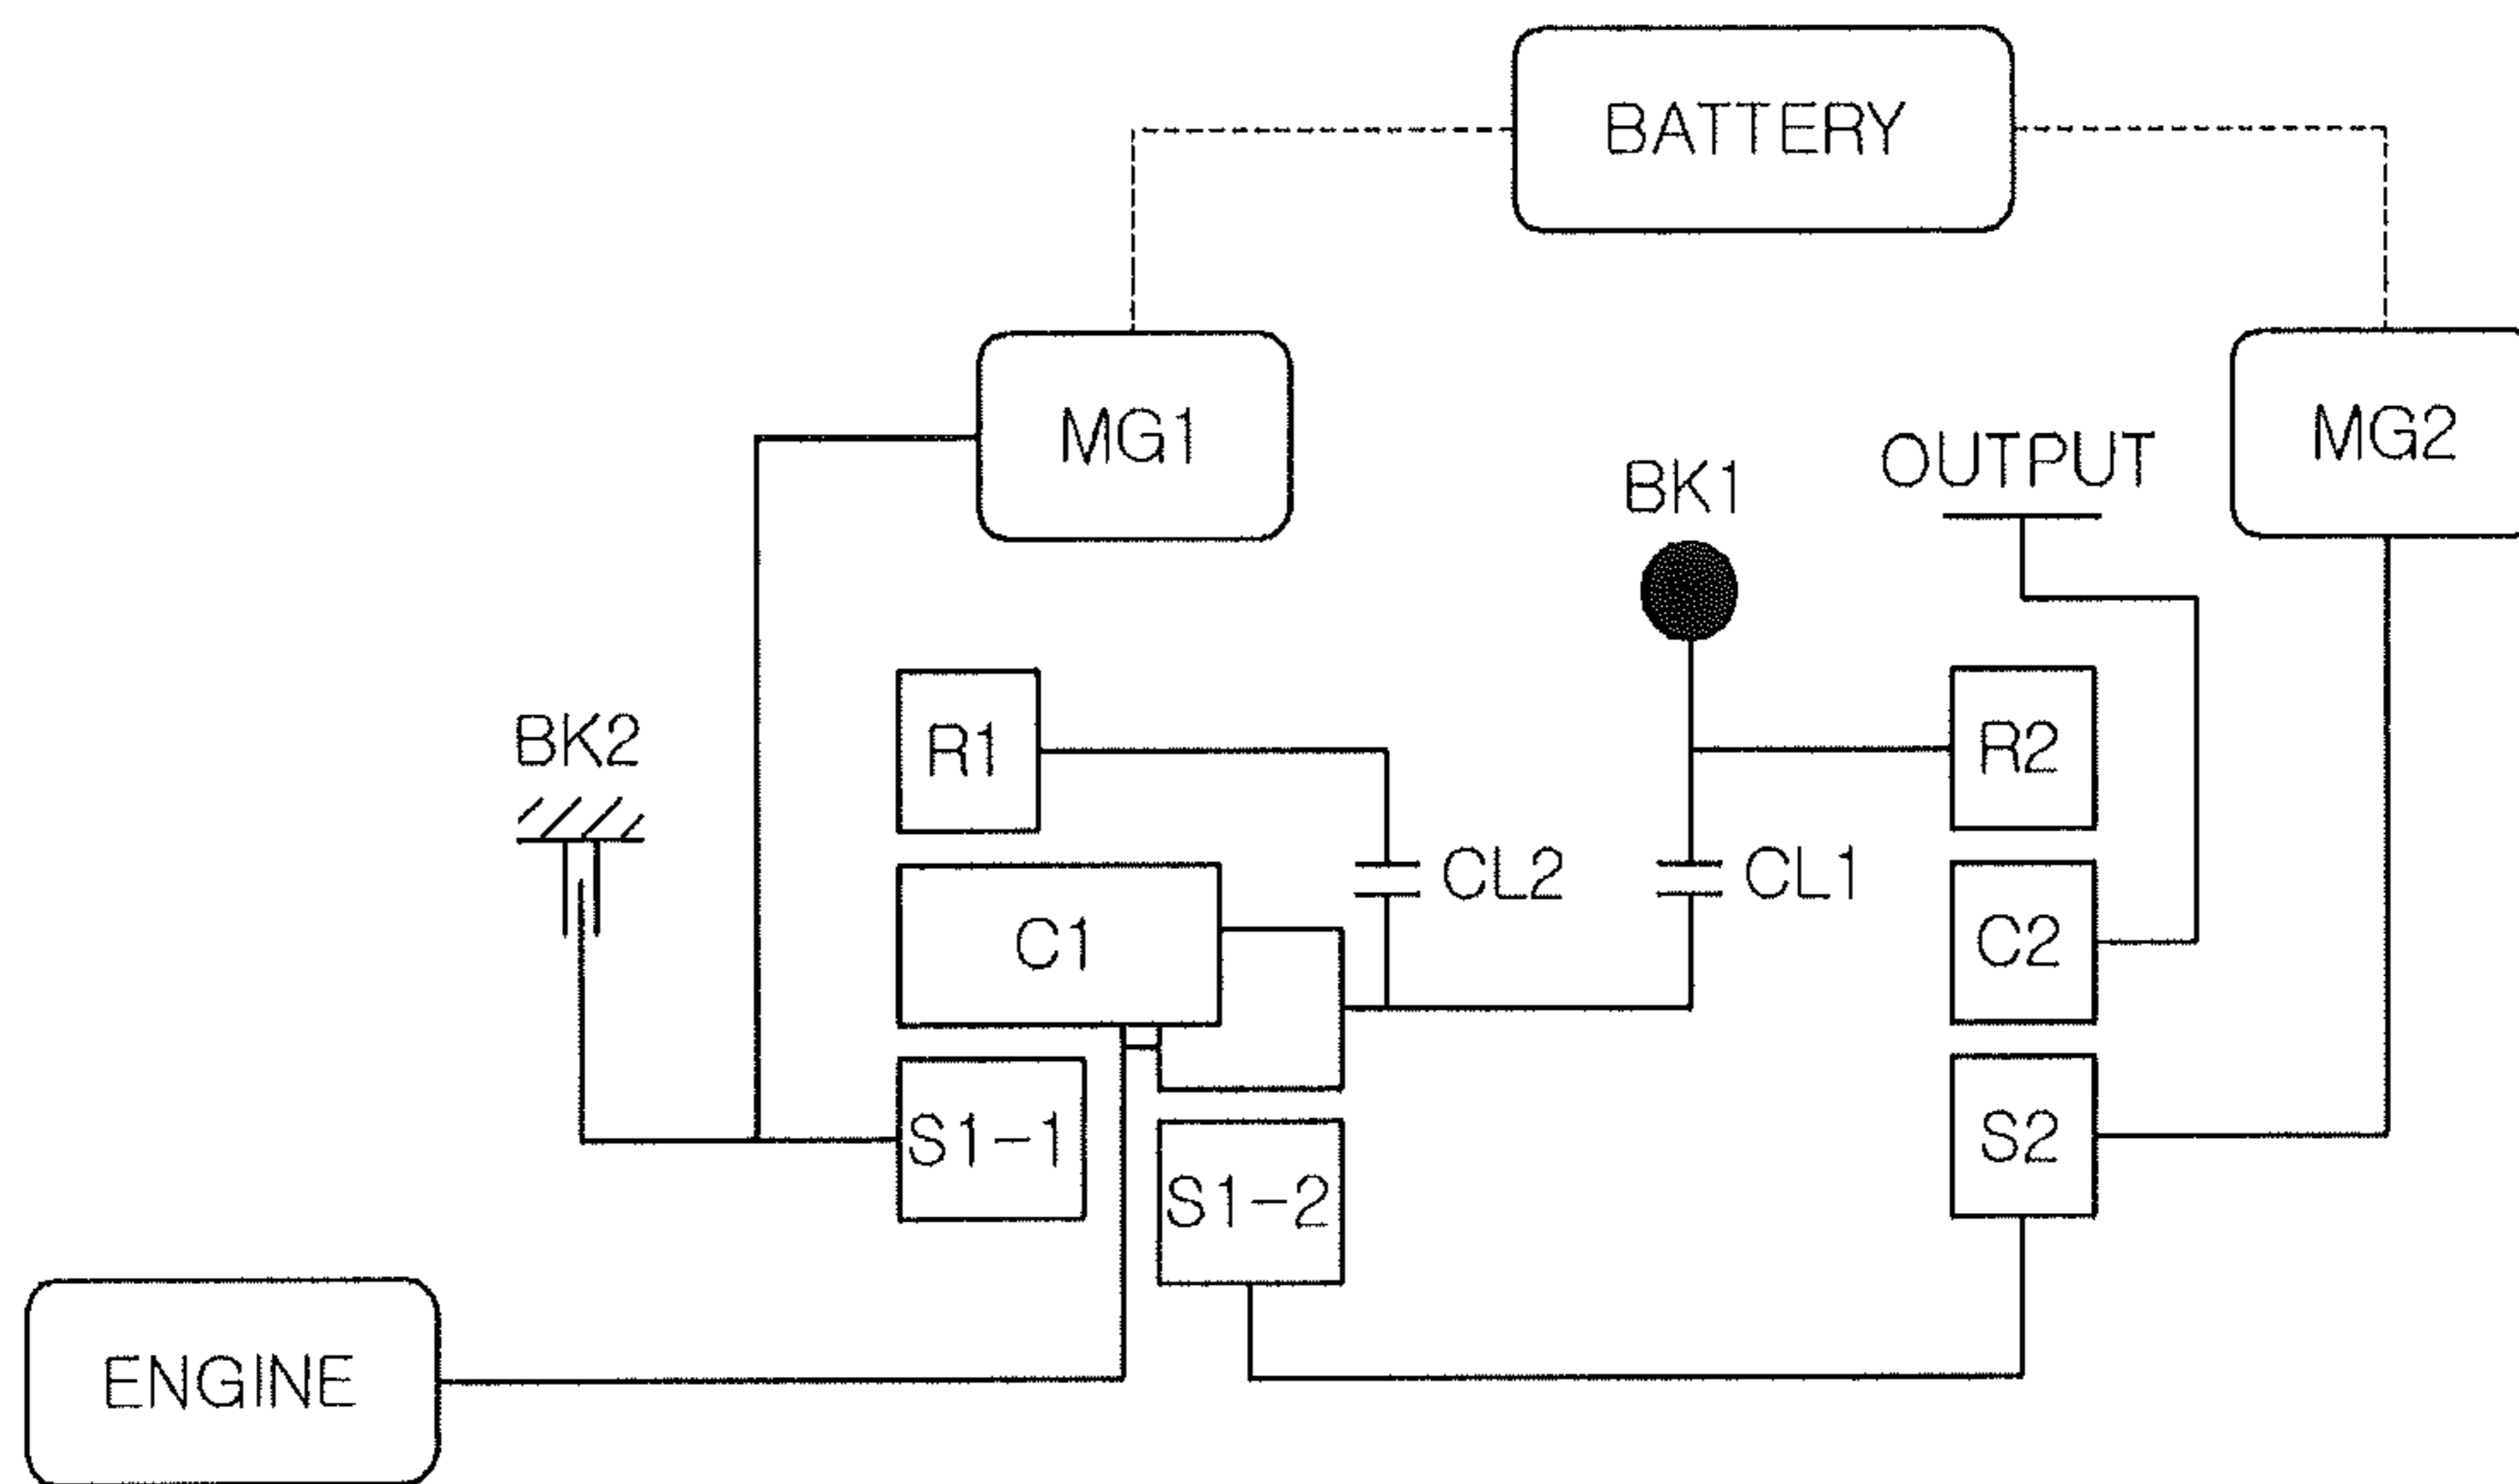 BATTERY
MG1
MG2
OUTPUT
BK1
BK2
R1
R2
CL2
CL1
C1
C2
S1-1
S2
S1-2
ENGINE